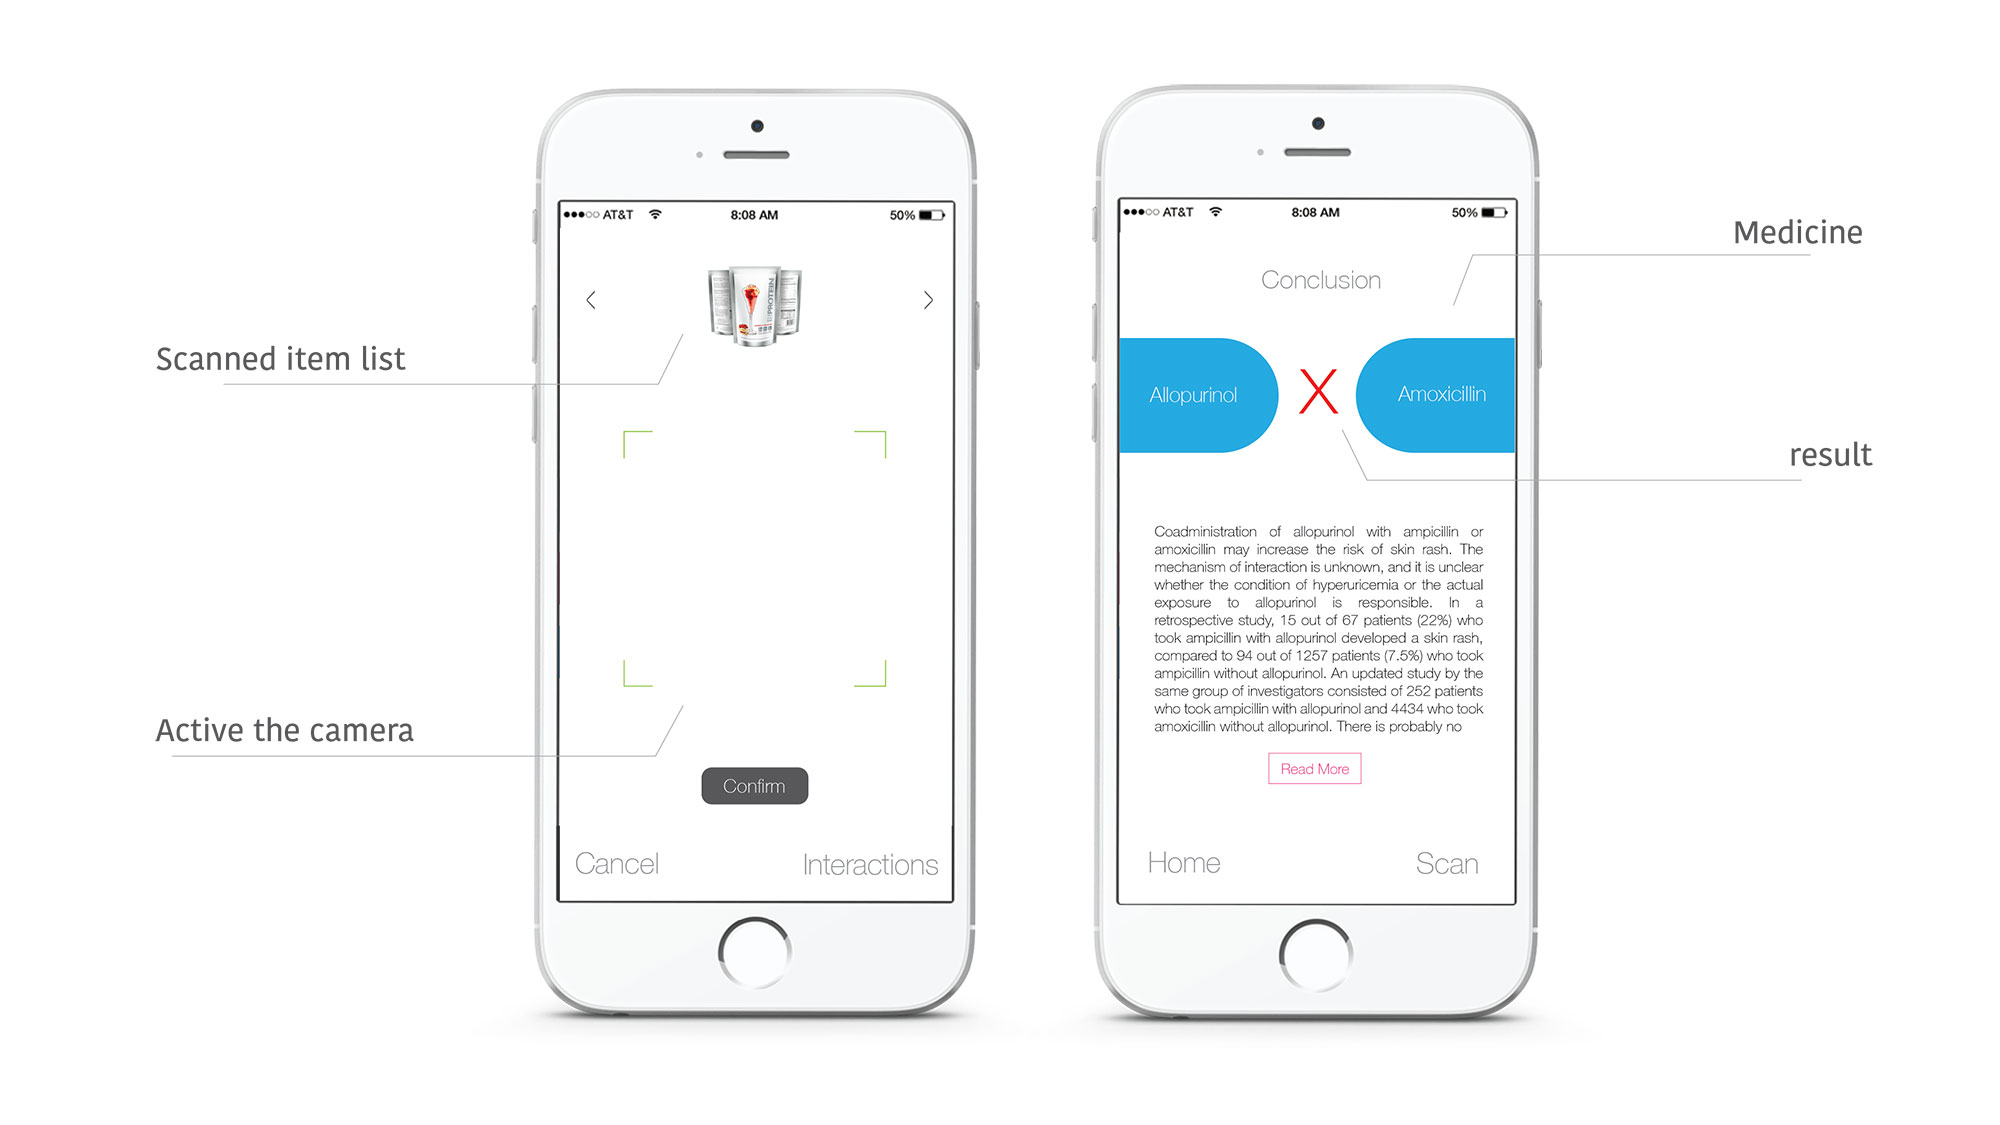 Scanned item list
Active the camera
AT&T
8:08 AM
50%
PROTEIN
Confirm
Cancel
Interactions
AT&T
8:08 AM
50%
Conclusion
Allopurinol
X
Amoxicillin
Coadministration of allopurinol with ampicillin or
amoxicillin may increase the risk of skin rash. The
mechanism of interaction is unknown, and it is unclear
whether the condition of hyperuricemia or the actual
exposure to allopurinol is responsible. In a
retrospective study, 15 out of 67 patients (22%) who
took ampicillin with allopurinol developed a skin rash,
compared to 94 out of 1257 patients (7.5%) who took
ampicillin without allopurinol. An updated study by the
same group of investigators consisted of 252 patients
who took ampicillin with allopurinol and 4434 who took
amoxicillin without allopurinol. There is probably no
Read More
Home
Scan
Medicine
result